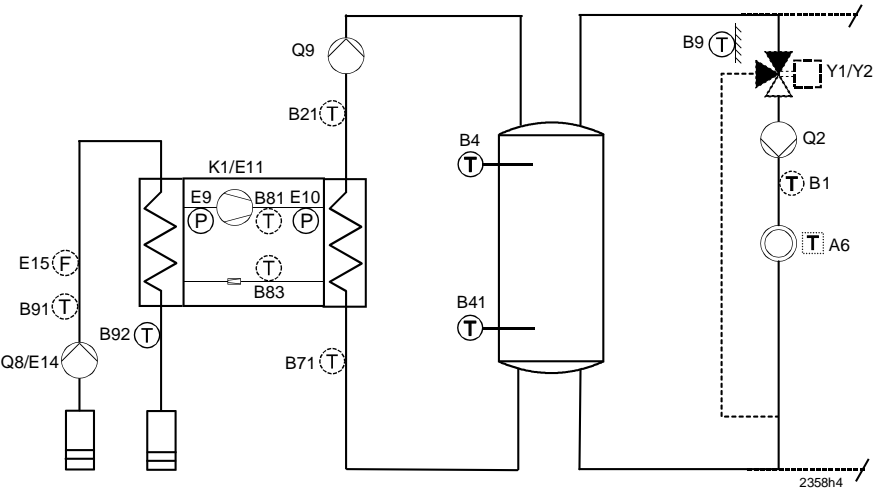 B9 T
Y1/Y2
Q9
B21 T
B4
T
Q2
K1/E11
T B1
E9 B81 E10
P T P
E15 F
T
B83
T A6
B91 T
B92 T
B41
T
Q8/E14
B71 T
2358h4